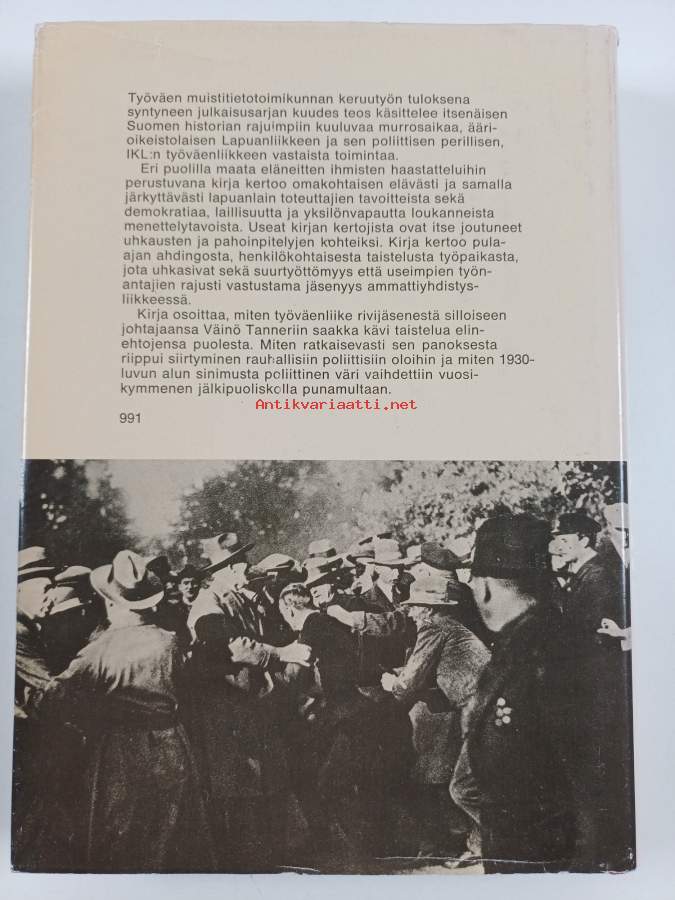 Työväen muistitietotoimikunnan keruutyön tuloksena
syntyneen julkaisusarjan kuudes teos käsittelee itsenäisen
Suomen historian rajuimpiin kuuluvaa murrosaikaa, ääri-
oikeistolaisen Lapuanliikkeen ja sen poliittisen perillisen,
IKL:n työväenliikkeen vastaista toimintaa.
Eri puolilla maata eläneitten ihmisten haastatteluihin
perustuvana kirja kertoo omakohtaisen elävästi ja samalla
järkyttävästi lapuanlain toteuttajien tavoitteista sekä
demokratiaa, laillisuutta ja yksilönvapautta loukanneista
menettelytavoista. Useat kirjan kertojista ovat itse joutuneet
uhkausten ja pahoinpitelyjen kohteiksi. Kirja kertoo pula-
ajan ahdingosta, henkilökohtaisesta taistelusta työpaikasta,
jota uhkasivat sekä suurtyöttömyys että useimpien työn-
antajien rajusti vastustama jäsenyys ammattiyhdistys-
liikkeessä.
Kirja osoittaa, miten työväenliike rivijäsenestä silloiseen
johtajaansa Väinö Tanneriin saakka kävi taistelua elin-
ehtojensa puolesta. Miten ratkaisevasti sen panoksesta
riippui siirtyminen rauhallisiin poliittisiin oloihin ja miten 1930-
luvun alun sinimusta poliittinen väri vaihdettiin vuosi-
kymmenen jälkipuoliskolla punamultaan.
Antikvariaatti.net
991